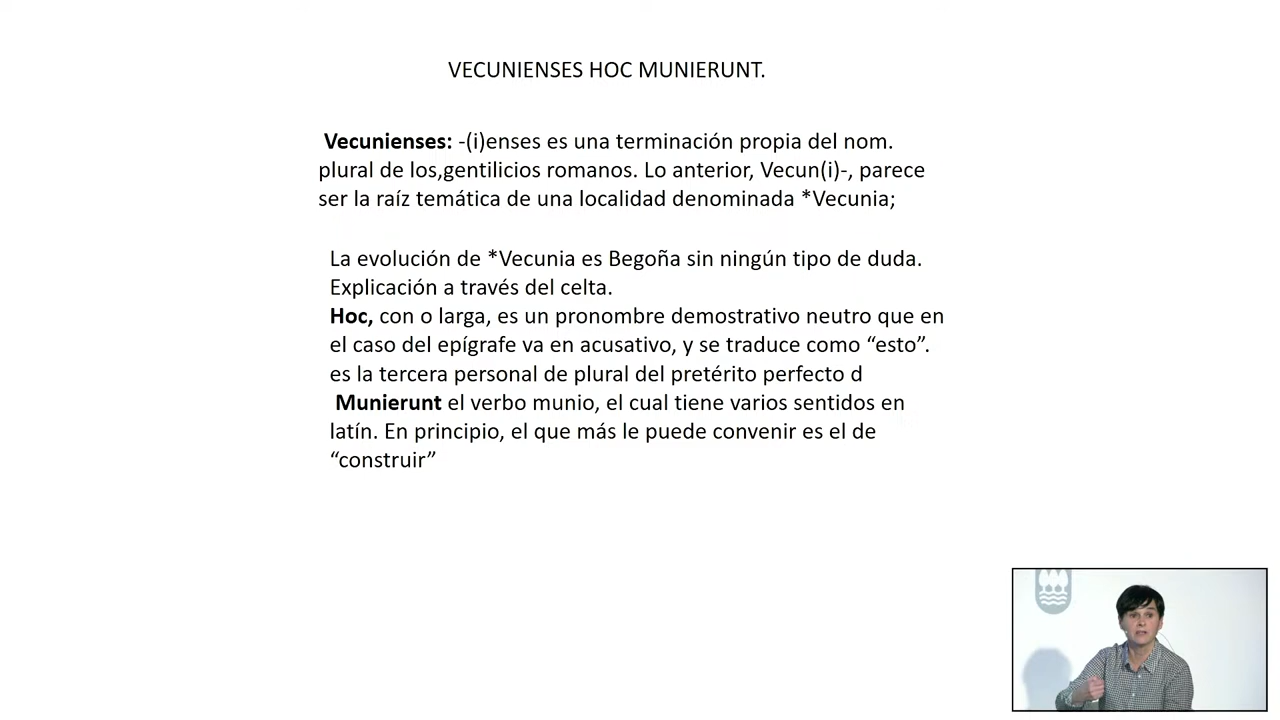 VECUNIENSES HOC MUNIERUNT.
Vecunienses: -(i)enses es una terminación propia del nom.
plural de los,gentilicios romanos. Lo anterior, Vecun(i)-, parece
ser la raíz temática de una localidad denominada *Vecunia;
La evolución de *Vecunia es Begoña sin ningún tipo de duda.
Explicación a través del celta.
Hoc, con o larga, es un pronombre demostrativo neutro que en
el caso del epígrafe va en acusativo, y se traduce como “esto”.
es la tercera personal de plural del pretérito perfecto d
Munierunt el verbo munio, el cual tiene varios sentidos en
latín. En principio, el que más le puede convenir es el de
“construir”